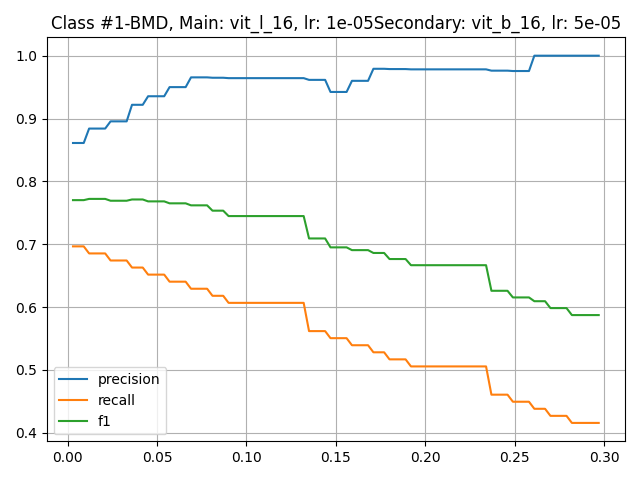 Class #1-BMD, Main: vit_l_16, lr: 1e-05Secondary: vit_b_16, lr: 5e-05
1.0
0.9
0.8
0.7
0.6
0.5
0.4
precision
recall
f1
0.00 0.05 0.10 0.15 0.20 0.25 0.30